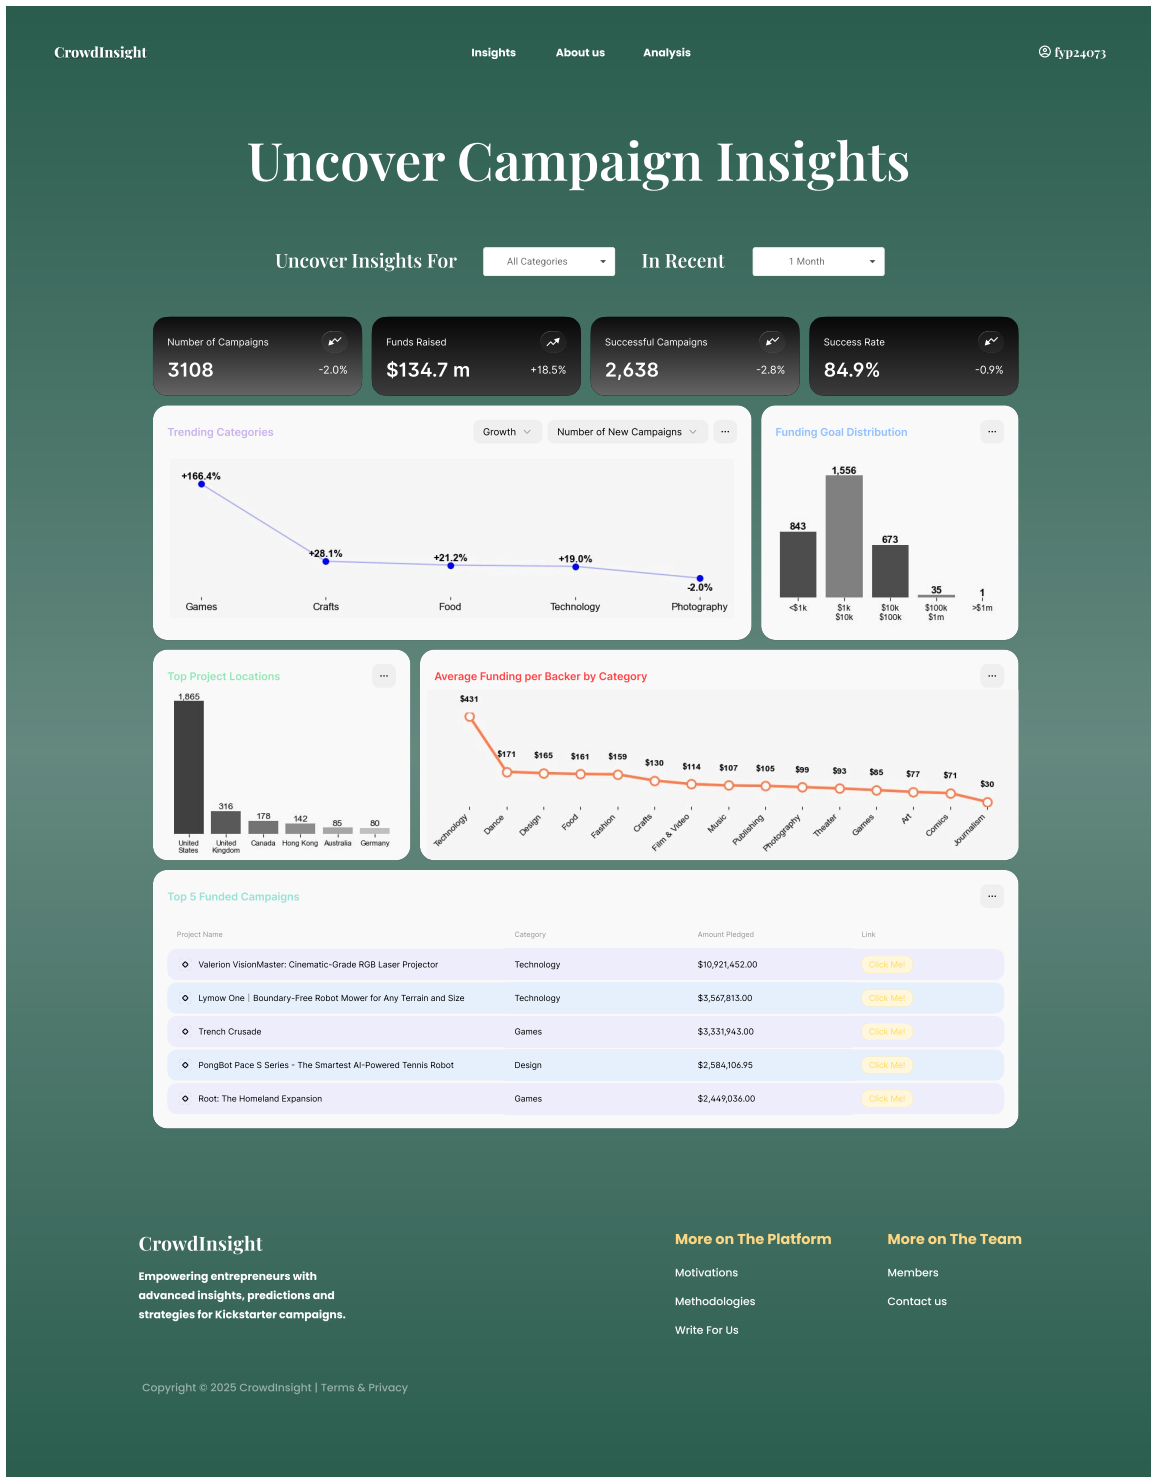 CrowdInsight
Insights
About us
Analysis
fyp24073
Uncover Campaign Insights
Uncover Insights For
All Categories
In Recent
1 Month
Number of Campaigns
3108
-2.0%
Funds Raised
$134.7 m
+18.5%
Successful Campaigns
2,638
-2.8%
Success Rate
84.9%
-0.9%
Trending Categories
Growth
Number of New Campaigns
...
+166.4%
+28.1%
+21.2%
+19.0%
-2.0%
Games
Crafts
Food
Technology
Photography
Funding Goal Distribution
...
843
1,556
673
35
1
<$1k
$1k
$10k
$10k
$100k
$100k
$1m
>$1m
Top Project Locations
...
1,865
316
178
142
85
80
United
States
United
Kingdom
Canada
Hong Kong
Australia
Germany
Average Funding per Backer by Category
...
$431
$171
$165
$161
$159
$130
$114
$107
$105
$99
$93
$85
$77
$71
$30
Technology
Dance
Design
Food
Fashion
Crafts
Film & Video
Music
Publishing
Photography
Theater
Games
Art
Comics
Journalism
Top 5 Funded Campaigns
...
Project Name
Category
Amount Pledged
Link
Valerion VisionMaster: Cinematic-Grade RGB Laser Projector
Technology
$10,921,452.00
Click Me!
Lymow One｜Boundary-Free Robot Mower for Any Terrain and Size
Technology
$3,567,813.00
Click Me!
Trench Crusade
Games
$3,331,943.00
Click Me!
PongBot Pace S Series - The Smartest AI-Powered Tennis Robot
Design
$2,584,106.95
Click Me!
Root: The Homeland Expansion
Games
$2,449,036.00
Click Me!
CrowdInsight
Empowering entrepreneurs with
advanced insights, predictions and
strategies for Kickstarter campaigns.
More on The Platform
Motivations
Methodologies
Write For Us
More on The Team
Members
Contact us
Copyright © 2025 CrowdInsight | Terms & Privacy